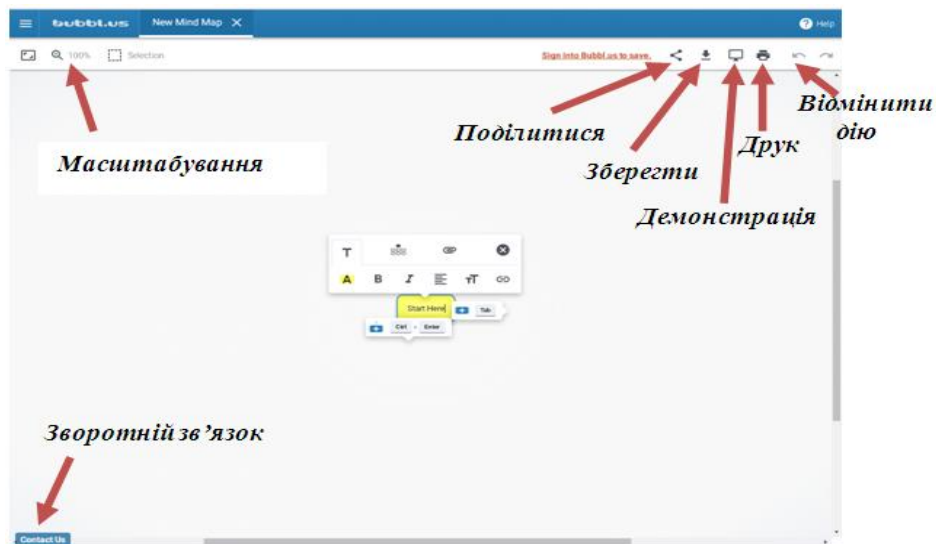 bubbl.us New Mind Map Help
100% Selection Sign into Bubbl.us to save.
Відмінити
дію
Поділитися
Друк
Масштабування
Зберегти
Демонстрація
T
A B I тT
Start Here Tab
Ctrl + Enter
Зворотній зв’язок
Contact Us